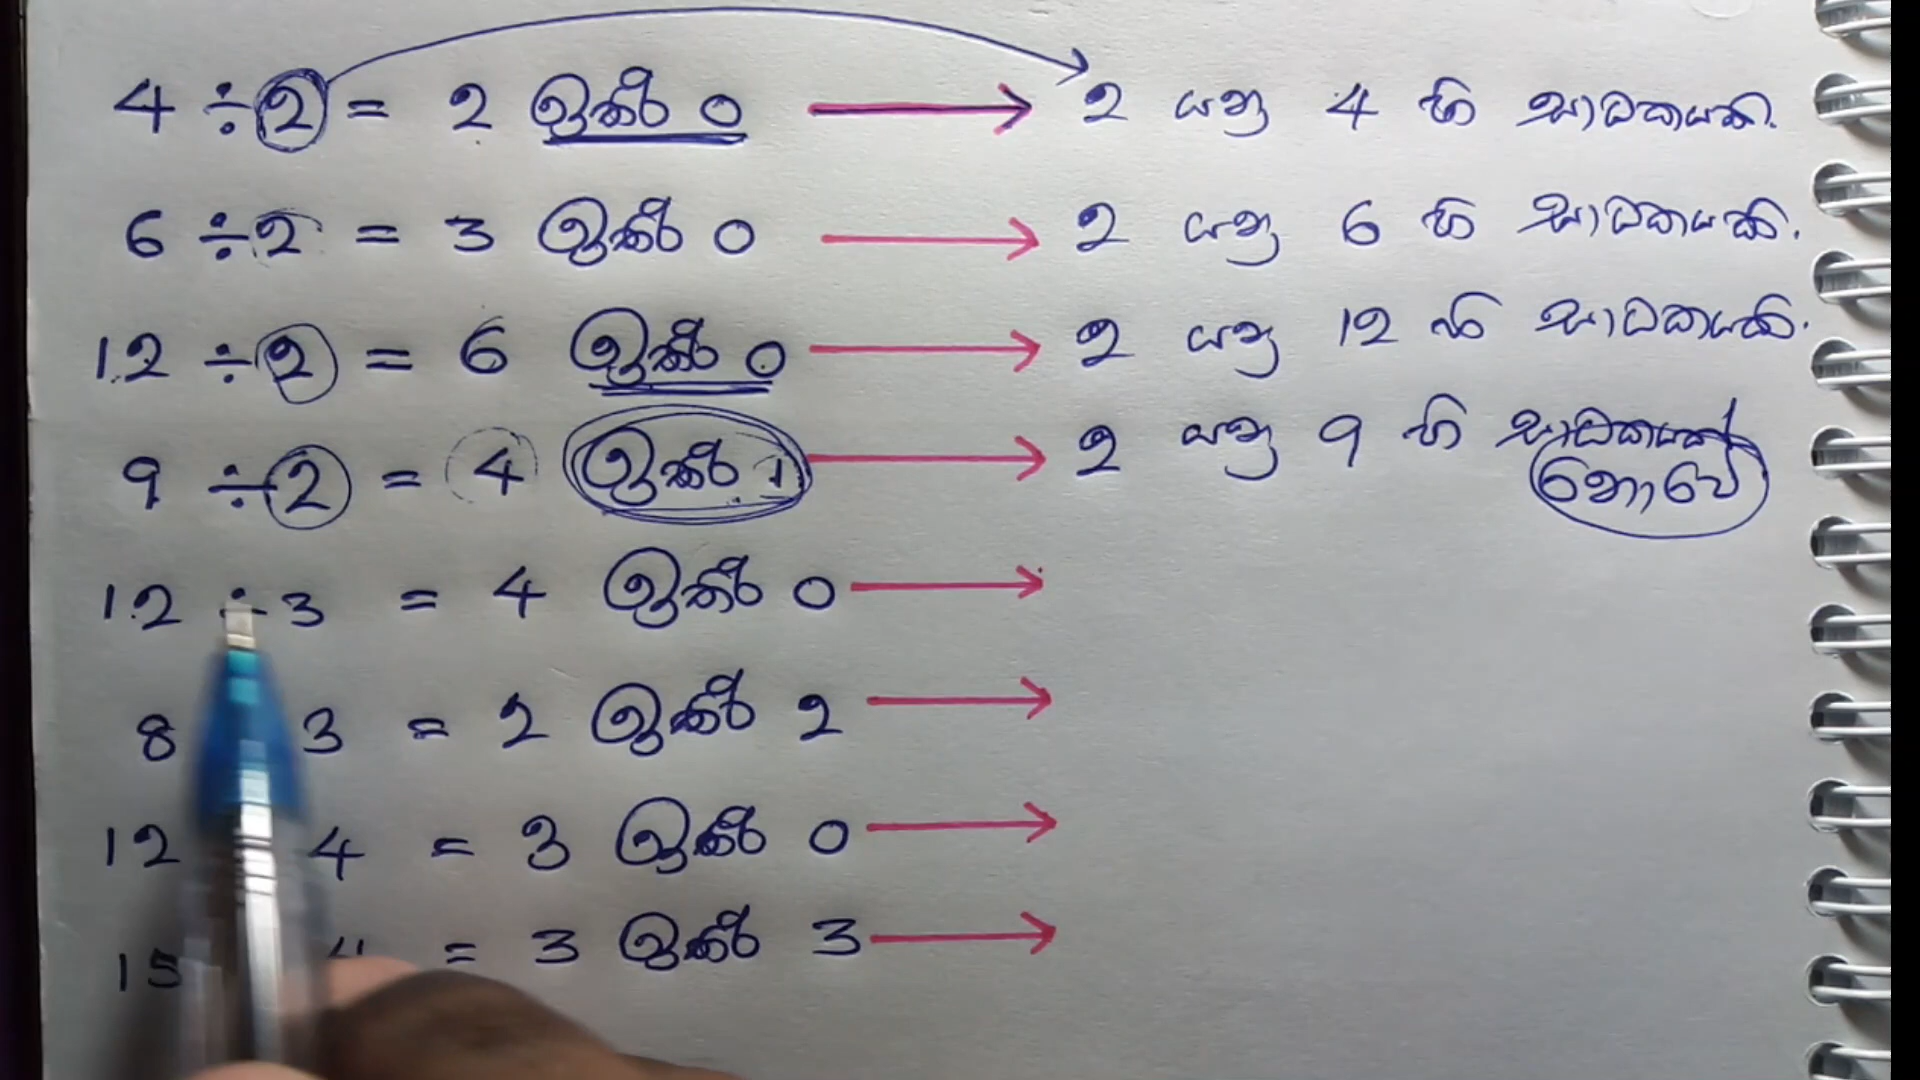 4 ÷ 2 = 2 ඉතිරි 0 → 2 යනු 4 හි සාධකයකි.
6 ÷ 2 = 3 ඉතිරි 0 → 2 යනු 6 හි සාධකයකි.
12 ÷ 2 = 6 ඉතිරි 0 → 2 යනු 12 හි සාධකයකි.
9 ÷ 2 = 4 ඉතිරි 1 → 2 යනු 9 හි සාධකයක්
නොවේ
12 ÷ 3 = 4 ඉතිරි 0 →
8 3 = 2 ඉතිරි 2 →
12 4 = 3 ඉතිරි 0 →
15 4 = 3 ඉතිරි 3 →